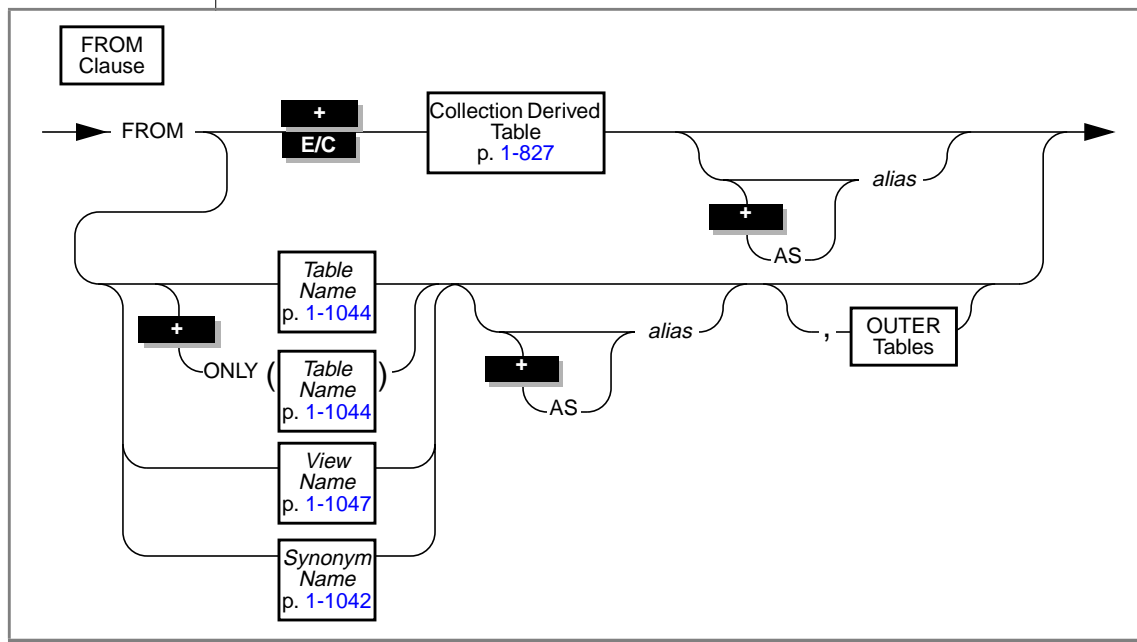 FROM
Clause
FROM
+
E/C
Collection Derived
Table
p. 1-827
alias
+
AS
Table
Name
p. 1-1044
+
ONLY (
Table
Name
p. 1-1044
)
alias
+
AS
,
OUTER
Tables
View
Name
p. 1-1047
Synonym
Name
p. 1-1042